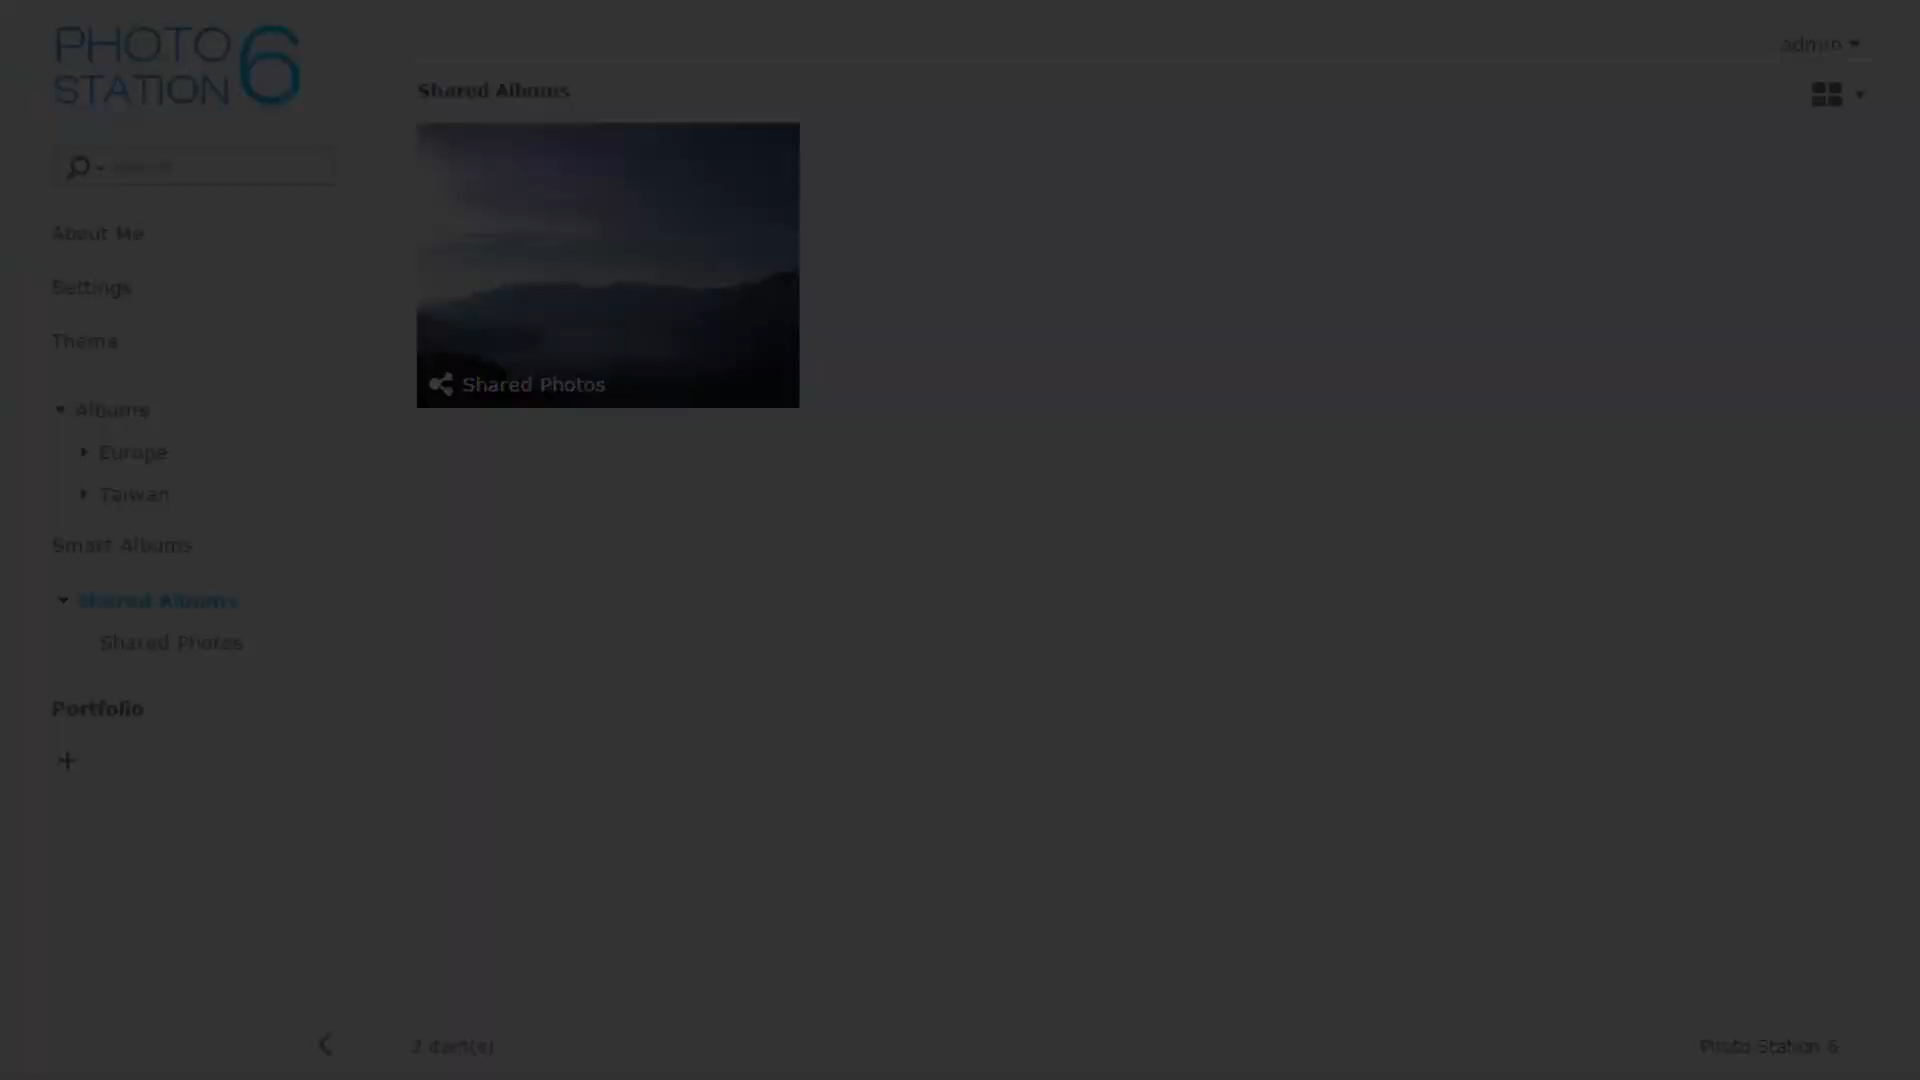 PHOTO
STATION 6
admin
Shared Albums
About Me
Settings
Theme
Albums
Europe
Taiwan
Smart Albums
Shared Albums
Shared Photos
Portfolio
+
Shared Photos
Photo Station 6